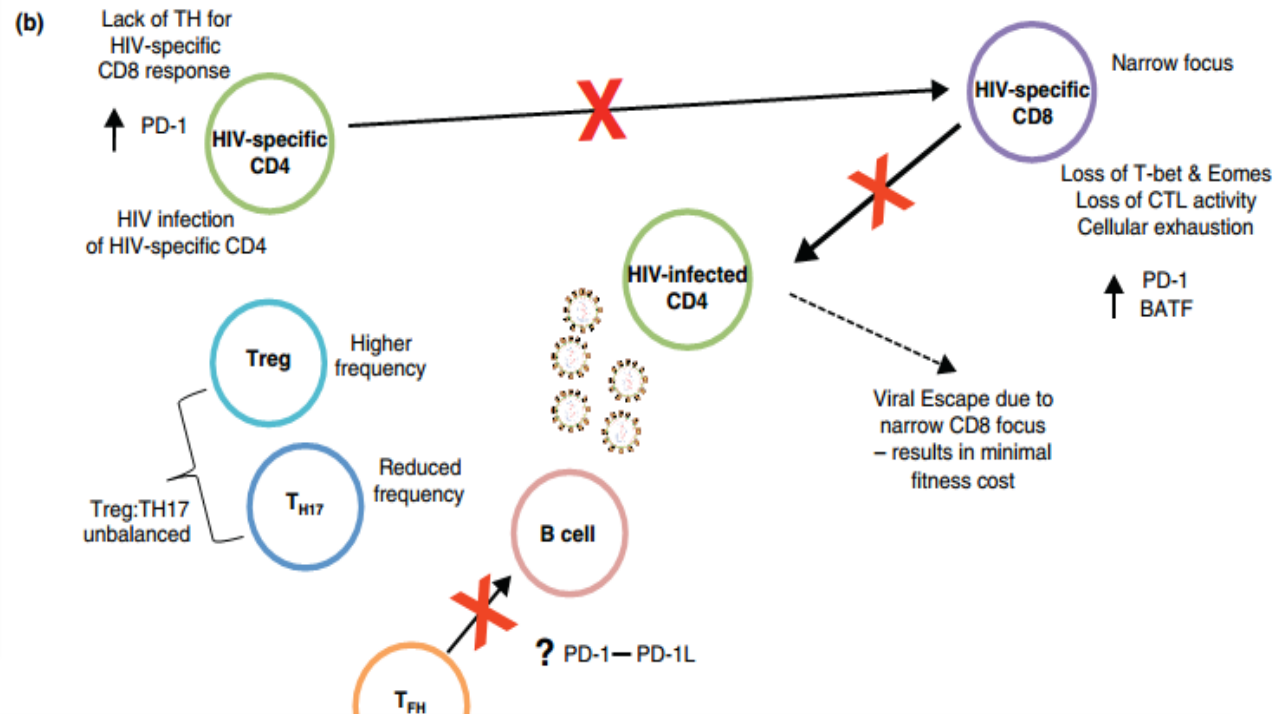 (b)
Lack of TH for
HIV-specific
CD8 response
PD-1
HIV-specific
CD4
HIV infection
of HIV-specific CD4
X
HIV-specific
CD8
Narrow focus
X
Loss of T-bet & Eomes
Loss of CTL activity
Cellular exhaustion
PD-1
BATF
HIV-infected
CD4
Viral Escape due to
narrow CD8 focus
– results in minimal
fitness cost
Treg
Higher
frequency
TH17
Reduced
frequency
Treg:TH17
unbalanced
B cell
X
? PD-1–PD-1L
TFH